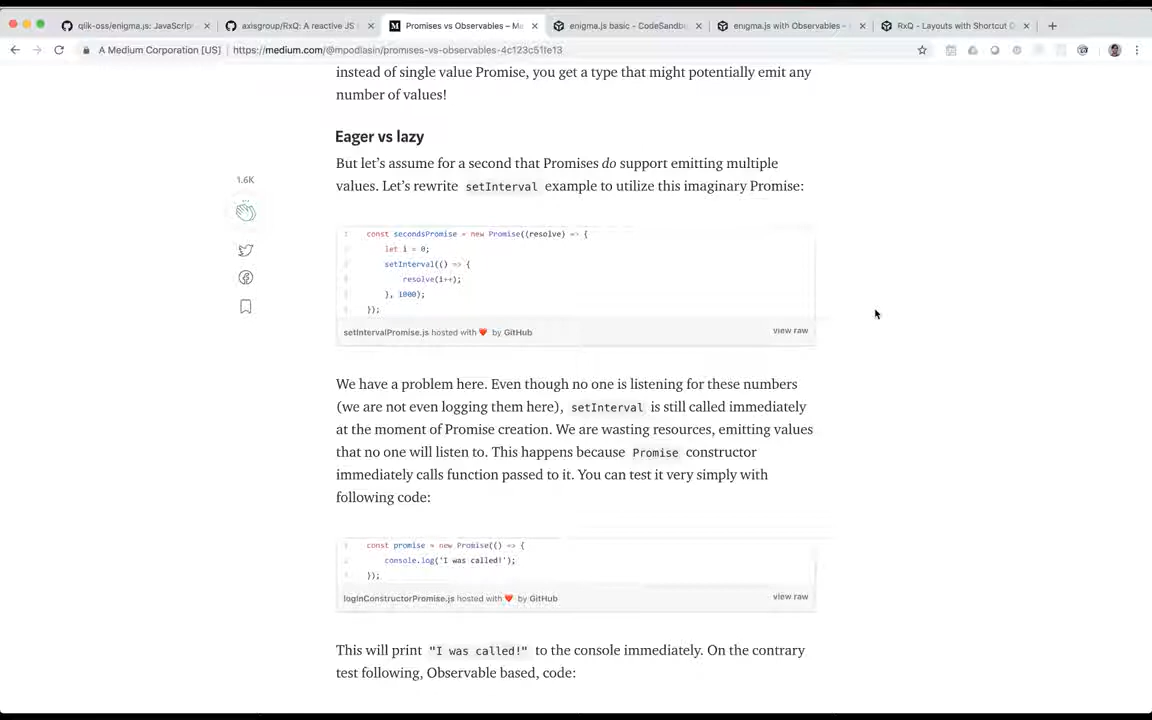 qlik-oss/enigma.js: JavaScrip
axisgroup/RxQ: A reactive JS
Promises vs Observables – Me
enigma.js basic - CodeSandb
enigma.js with Observables -
RxQ - Layouts with Shortcut O
A Medium Corporation [US]
https://medium.com/@mpodlasin/promises-vs-observables-4c123c51fe13
instead of single value Promise, you get a type that might potentially emit any
number of values!
Eager vs lazy
But let’s assume for a second that Promises do support emitting multiple
values. Let’s rewrite setInterval example to utilize this imaginary Promise:
1.6K
const secondsPromise = new Promise((resolve) => {
let i = 0;
setInterval(() => {
resolve(i++);
}, 1000);
});
setIntervalPromise.js hosted with ❤ by GitHub
view raw
We have a problem here. Even though no one is listening for these numbers
(we are not even logging them here), setInterval is still called immediately
at the moment of Promise creation. We are wasting resources, emitting values
that no one will listen to. This happens because Promise constructor
immediately calls function passed to it. You can test it very simply with
following code:
const promise = new Promise(() => {
console.log('I was called!');
});
loginConstructorPromise.js hosted with ❤ by GitHub
view raw
This will print "I was called!" to the console immediately. On the contrary
test following, Observable based, code: